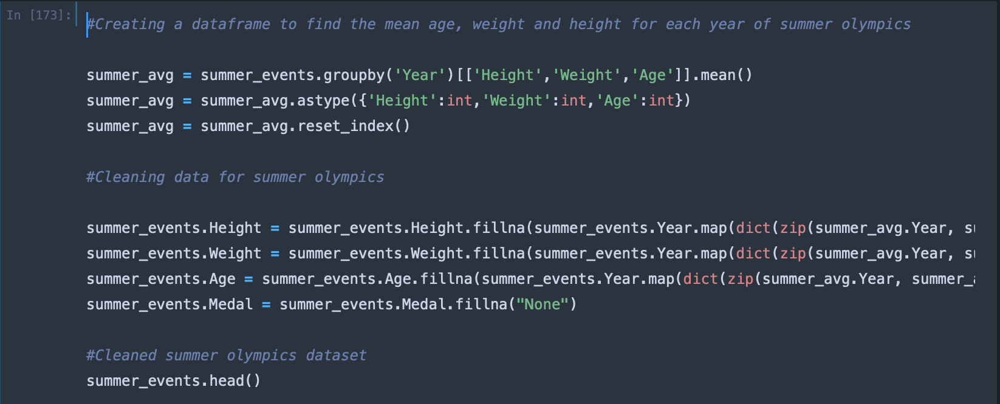 In [173]:
#Creating a dataframe to find the mean age, weight and height for each year of summer olympics
summer_avg = summer_events.groupby('Year')[['Height','Weight','Age']].mean()
summer_avg = summer_avg.astype({'Height':int,'Weight':int,'Age':int})
summer_avg = summer_avg.reset_index()
#Cleaning data for summer olympics
summer_events.Height = summer_events.Height.fillna(summer_events.Year.map(dict(zip(summer_avg.Year,
summer_events.Weight = summer_events.Weight.fillna(summer_events.Year.map(dict(zip(summer_avg.Year,
summer_events.Age = summer_events.Age.fillna(summer_events.Year.map(dict(zip(summer_avg.Year, summer_
summer_events.Medal = summer_events.Medal.fillna("None")
#Cleaned summer olympics dataset
summer_events.head()